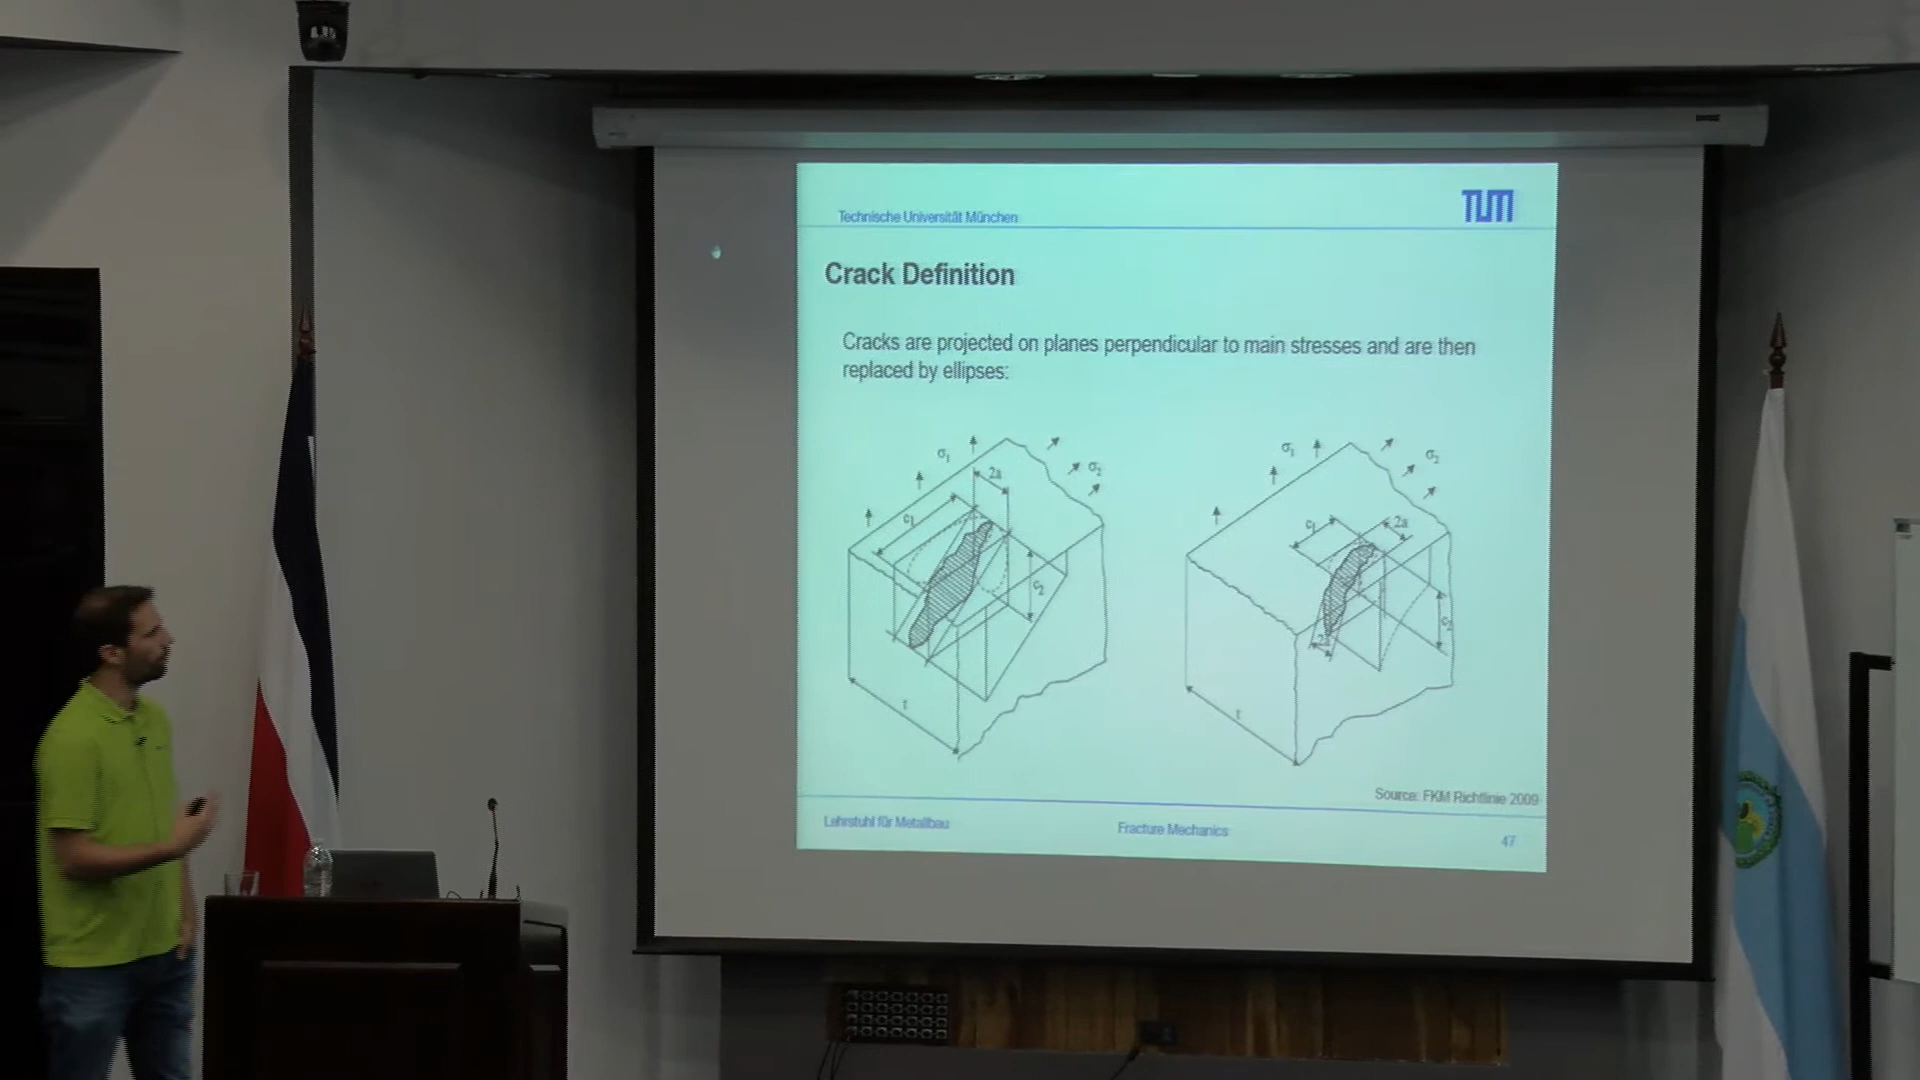 Technische Universität München
TUM
Crack Definition
Cracks are projected on planes perpendicular to main stresses and are then
replaced by ellipses:
σ1
2a
σ2
c1
c2
t
σ1
σ2
c1
2a
2a
c2
t
Source: FKM Richtlinie 2009
Lehrstuhl für Metallbau
Fracture Mechanics
47